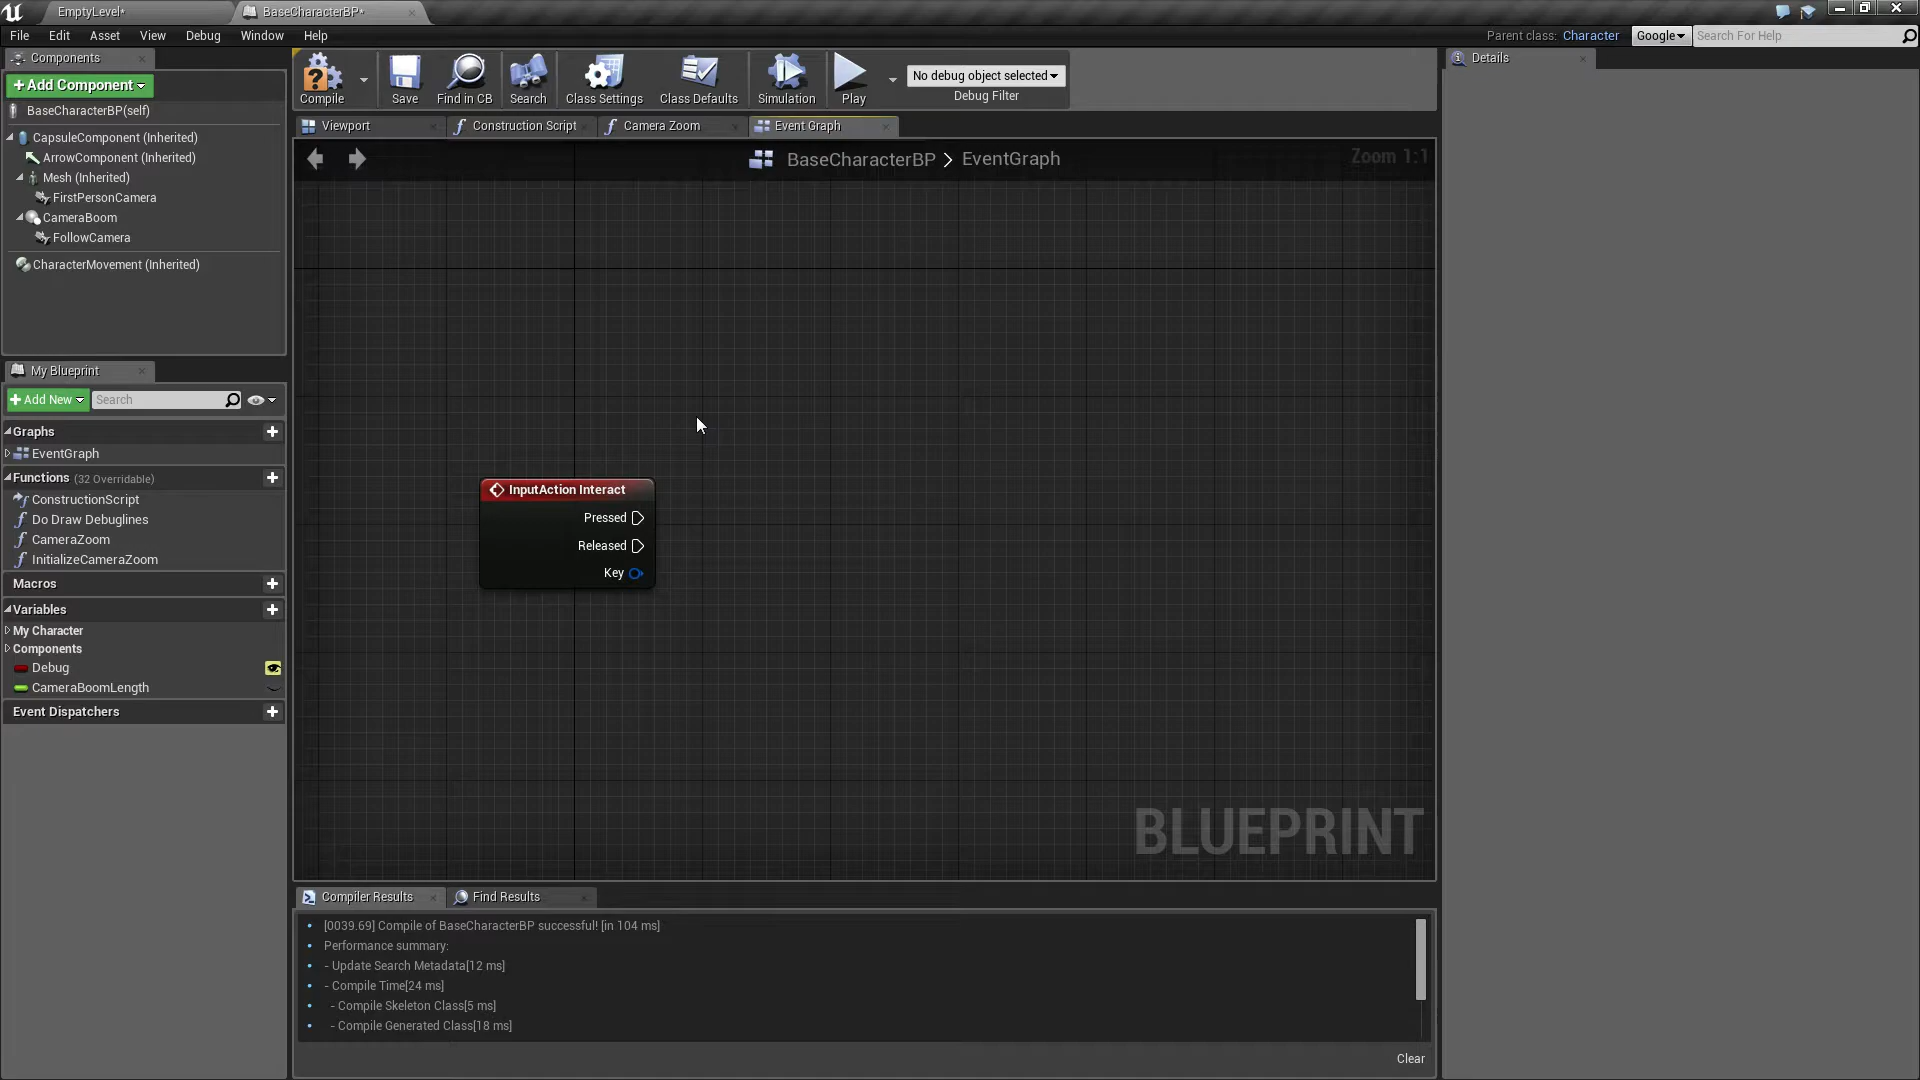 EmptyLevel*
BaseCharacterBP*
File Edit Asset View Debug Window Help
Parent class: Character Google Search For Help
Components
+ Add Component
BaseCharacterBP(self)
CapsuleComponent (Inherited)
ArrowComponent (Inherited)
Mesh (Inherited)
FirstPersonCamera
CameraBoom
FollowCamera
CharacterMovement (Inherited)
My Blueprint
+ Add New Search
Graphs
EventGraph
Functions (32 Overridable)
ConstructionScript
Do Draw Debuglines
CameraZoom
InitializeCameraZoom
Macros
Variables
My Character
Components
Debug
CameraBoomLength
Event Dispatchers
Compile Save Find in CB Search Class Settings Class Defaults Simulation Play
No debug object selected
Debug Filter
Viewport Construction Script Camera Zoom Event Graph
BaseCharacterBP > EventGraph
Zoom 1:1
InputAction Interact
Pressed
Released
Key
BLUEPRINT
Compiler Results Find Results
[0039.69] Compile of BaseCharacterBP successful! [in 104 ms]
Performance summary:
- Update Search Metadata[12 ms]
- Compile Time[24 ms]
- Compile Skeleton Class[5 ms]
- Compile Generated Class[18 ms]
Clear
Details